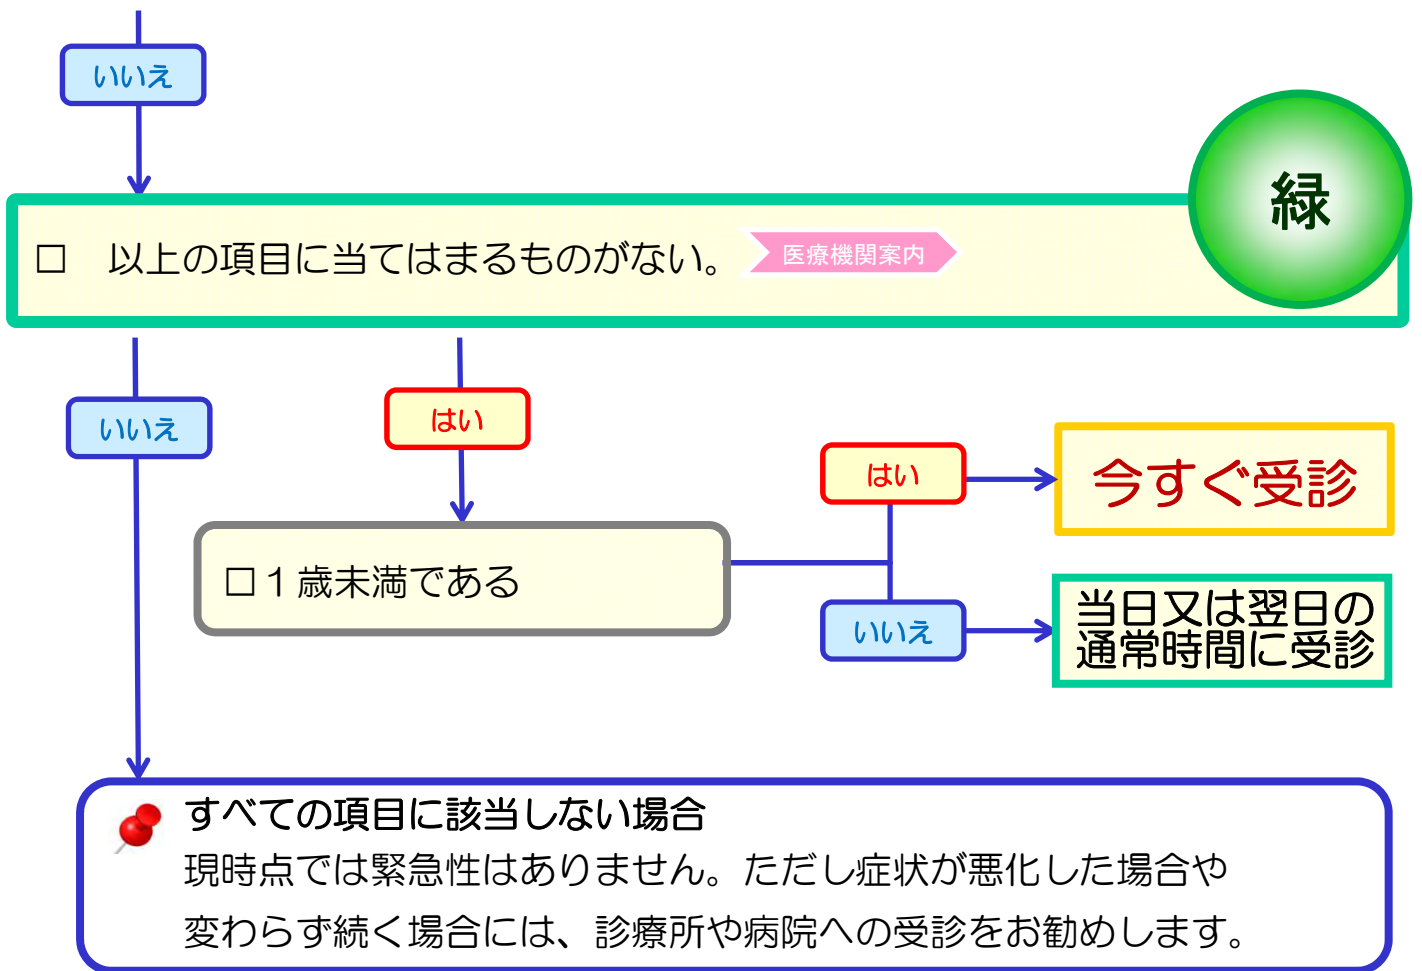 いいえ
緑
□ 以上の項目に当てはまるものがない。 医療機関案内
いいえ
はい
はい
今すぐ受診
□1歳未満である
いいえ
当日又は翌日の
通常時間に受診
すべての項目に該当しない場合
現時点では緊急性はありません。ただし症状が悪化した場合や
変わらず続く場合には、診療所や病院への受診をお勧めします。